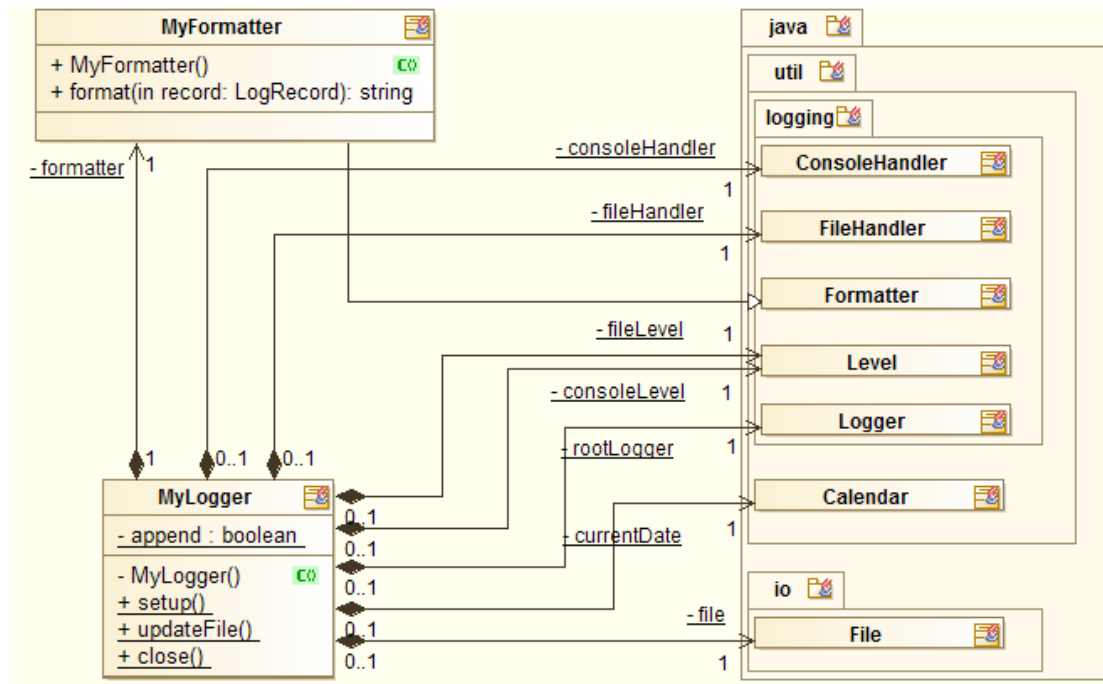 MyFormatter
+ MyFormatter()
+ format(in record: LogRecord): string
java
util
logging
- formatter
1
- consoleHandler
ConsoleHandler
1
- fileHandler
FileHandler
1
Formatter
- fileLevel
1
Level
- consoleLevel
1
Logger
- rootLogger
1
1
0..1
0..1
MyLogger
- append : boolean
- MyLogger()
+ setup()
+ updateFile()
+ close()
0..1
0..1
0..1
0..1
0..1
Calendar
- currentDate
1
io
- file
File
1